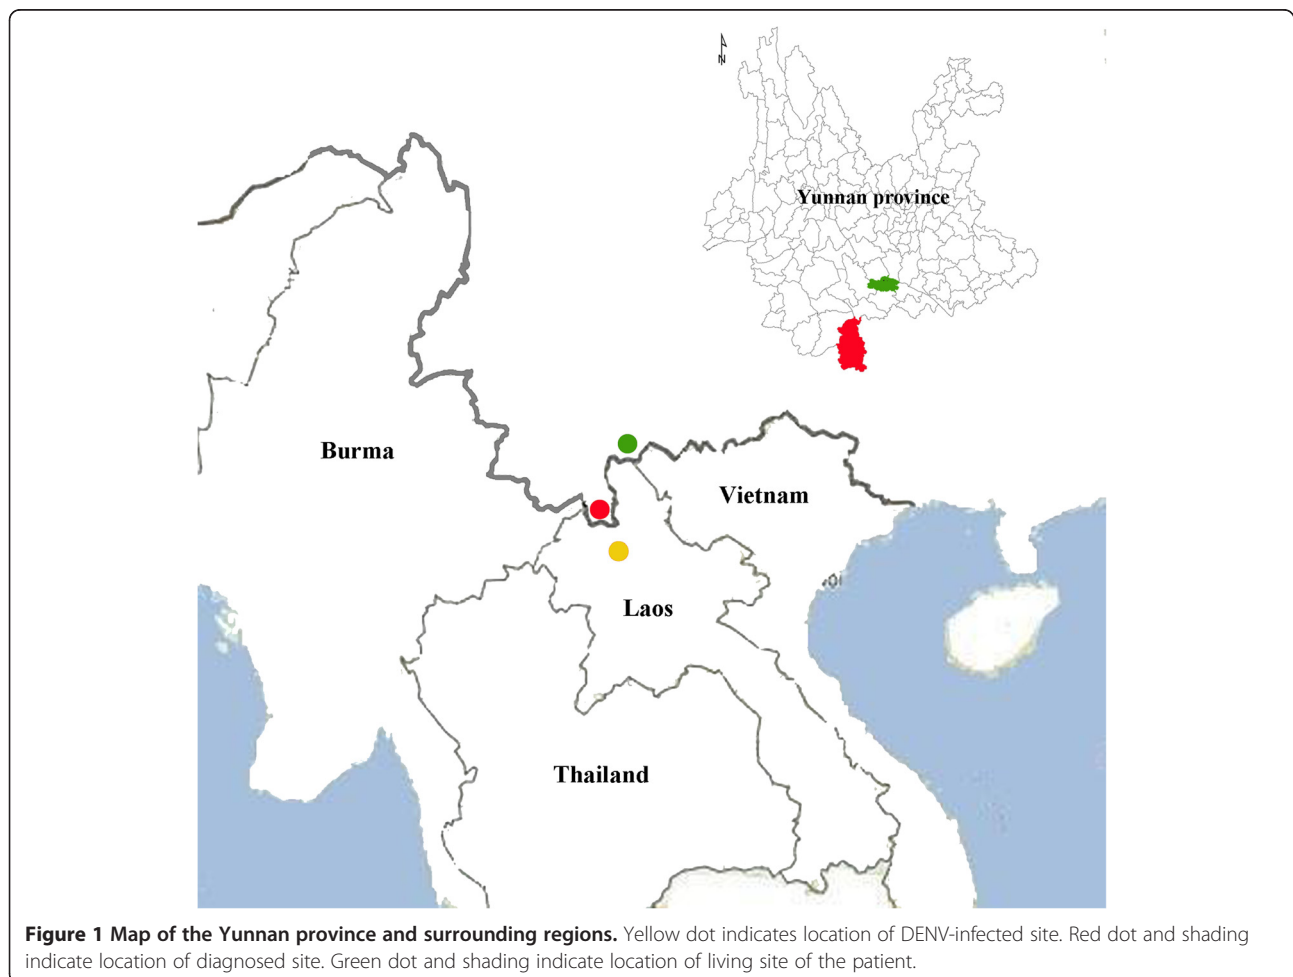 Z
Yunnan province
Burma
Vietnam
Laos
Thailand
Figure 1 Map of the Yunnan province and surrounding regions. Yellow dot indicates location of DENV-infected site. Red dot and shading
indicate location of diagnosed site. Green dot and shading indicate location of living site of the patient.